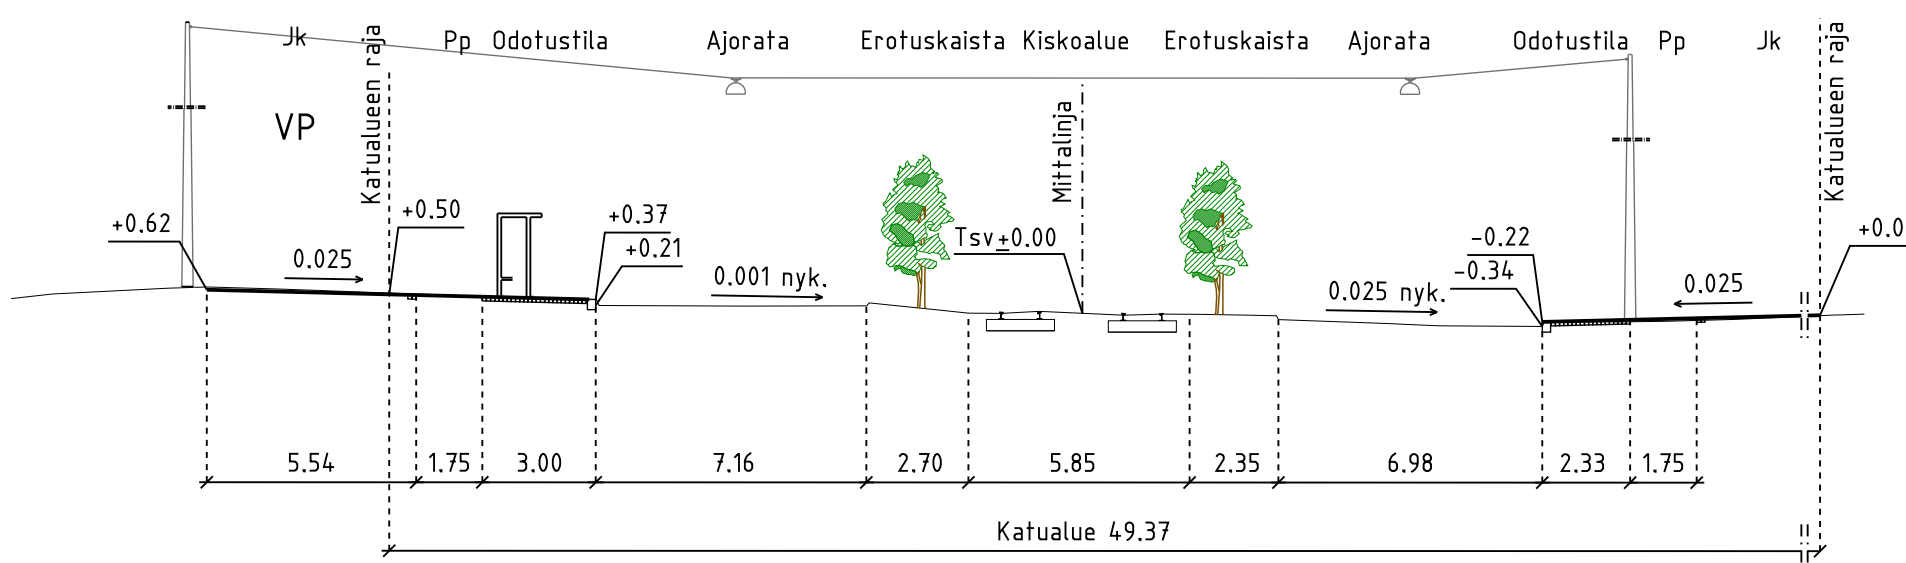 Jk Pp Odotustila Ajorata Erotuskaista Kiskoalue Erotuskaista Ajorata Odotustila Pp Jk
Katualueen raja
VP
Mittalinja
Katualueen raja
+0.62
+0.50
+0.37
+0.21
Tsv±0.00
-0.22
-0.34
+0.0
0.025
0.001 nyk.
0.025 nyk.
0.025
5.54 1.75 3.00 7.16 2.70 5.85 2.35 6.98 2.33 1.75
Katualue 49.37